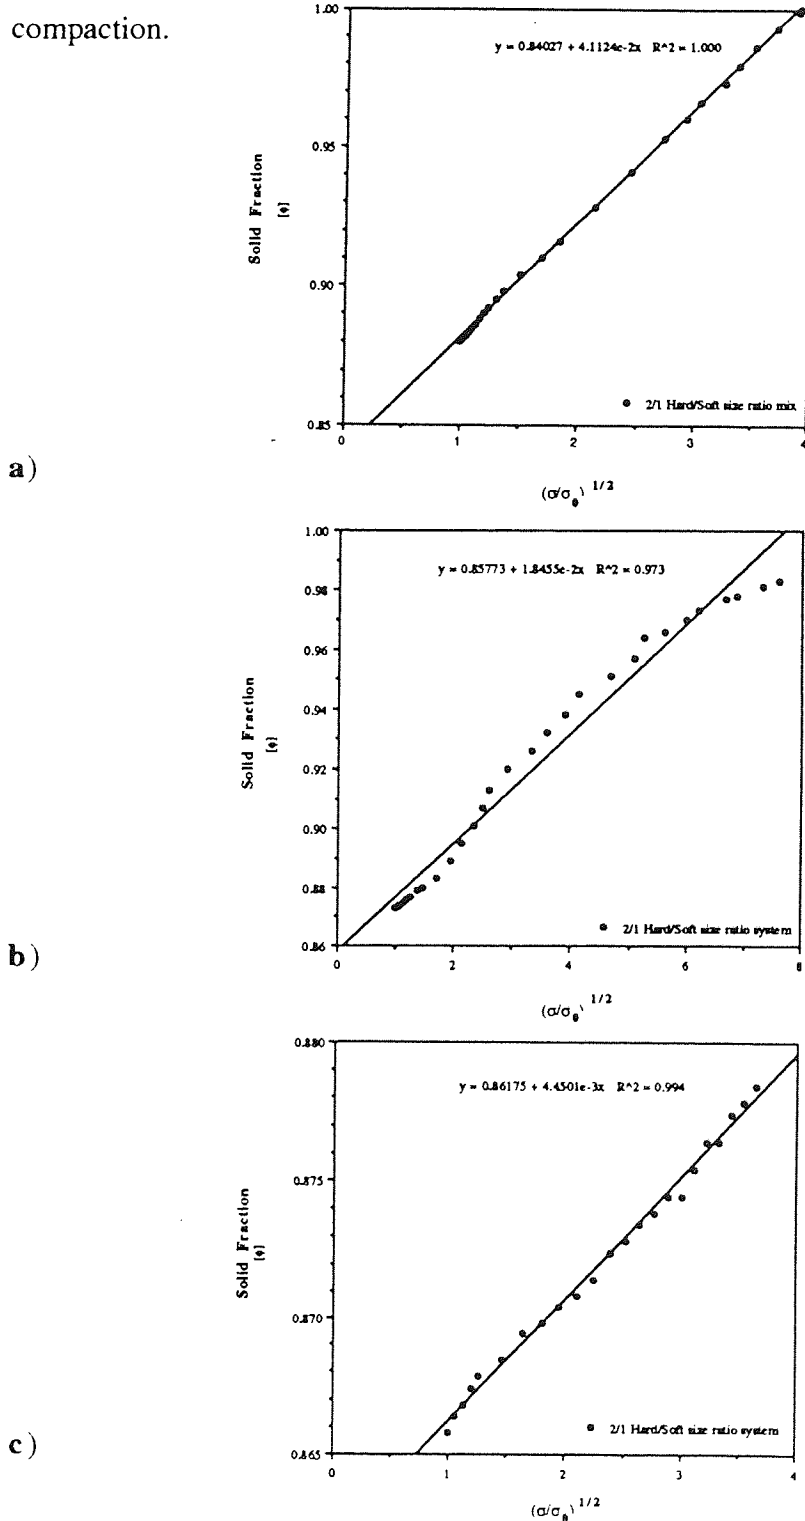 compaction.
1.00
y = 0.84027 + 4.1124e-2x R^2 = 1.000
0.95
Solid Fraction
[φ]
0.90
2/1 Hard/Soft size ratio mix
0.85
0 1 2 3 4
a)
(σ/σ₀) 1/2
1.00
y = 0.85773 + 1.8455e-2x R^2 = 0.973
0.98
0.96
0.94
Solid Fraction
[φ]
0.92
0.90
0.88
2/1 Hard/Soft size ratio system
0.86
0 2 4 6 8
b)
(σ/σ₀) 1/2
0.880
y = 0.86175 + 4.4501e-3x R^2 = 0.994
0.875
Solid Fraction
[φ]
0.870
2/1 Hard/Soft size ratio system
0.865
0 1 2 3 4
c)
(σ/σ₀) 1/2